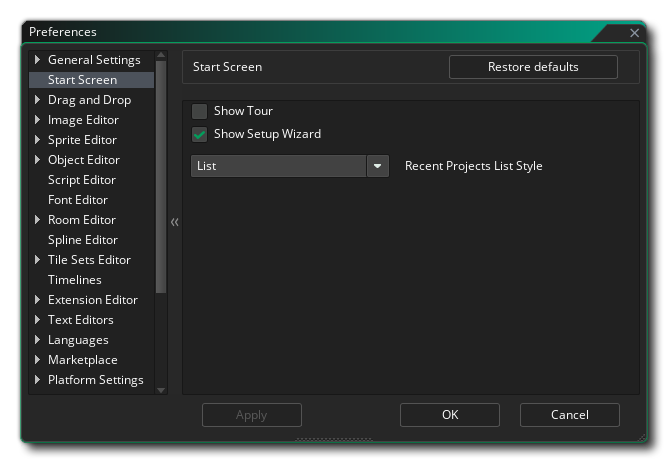 Preferences
General Settings
Start Screen
Drag and Drop
Image Editor
Sprite Editor
Object Editor
Script Editor
Font Editor
Room Editor
Spline Editor
Tile Sets Editor
Timelines
Extension Editor
Text Editors
Languages
Marketplace
Platform Settings
Start Screen
Restore defaults
Show Tour
Show Setup Wizard
List
Recent Projects List Style
Apply
OK
Cancel